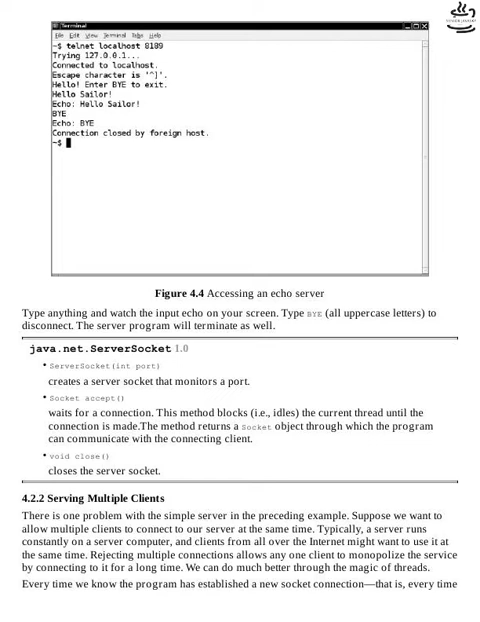 Terminal
File Edit View Terminal Tabs Help
~$ telnet localhost 8189
Trying 127.0.0.1...
Connected to localhost.
Escape character is '^]'.
Hello! Enter BYE to exit.
Hello Sailor!
Echo: Hello Sailor!
BYE
Echo: BYE
Connection closed by foreign host.
~$
Figure 4.4 Accessing an echo server
Type anything and watch the input echo on your screen. Type BYE (all uppercase letters) to
disconnect. The server program will terminate as well.
java.net.ServerSocket 1.0
• ServerSocket(int port)
creates a server socket that monitors a port.
• Socket accept()
waits for a connection. This method blocks (i.e., idles) the current thread until the
connection is made.The method returns a Socket object through which the program
can communicate with the connecting client.
• void close()
closes the server socket.
4.2.2 Serving Multiple Clients
There is one problem with the simple server in the preceding example. Suppose we want to
allow multiple clients to connect to our server at the same time. Typically, a server runs
constantly on a server computer, and clients from all over the Internet might want to use it at
the same time. Rejecting multiple connections allows any one client to monopolize the service
by connecting to it for a long time. We can do much better through the magic of threads.
Every time we know the program has established a new socket connection—that is, every time